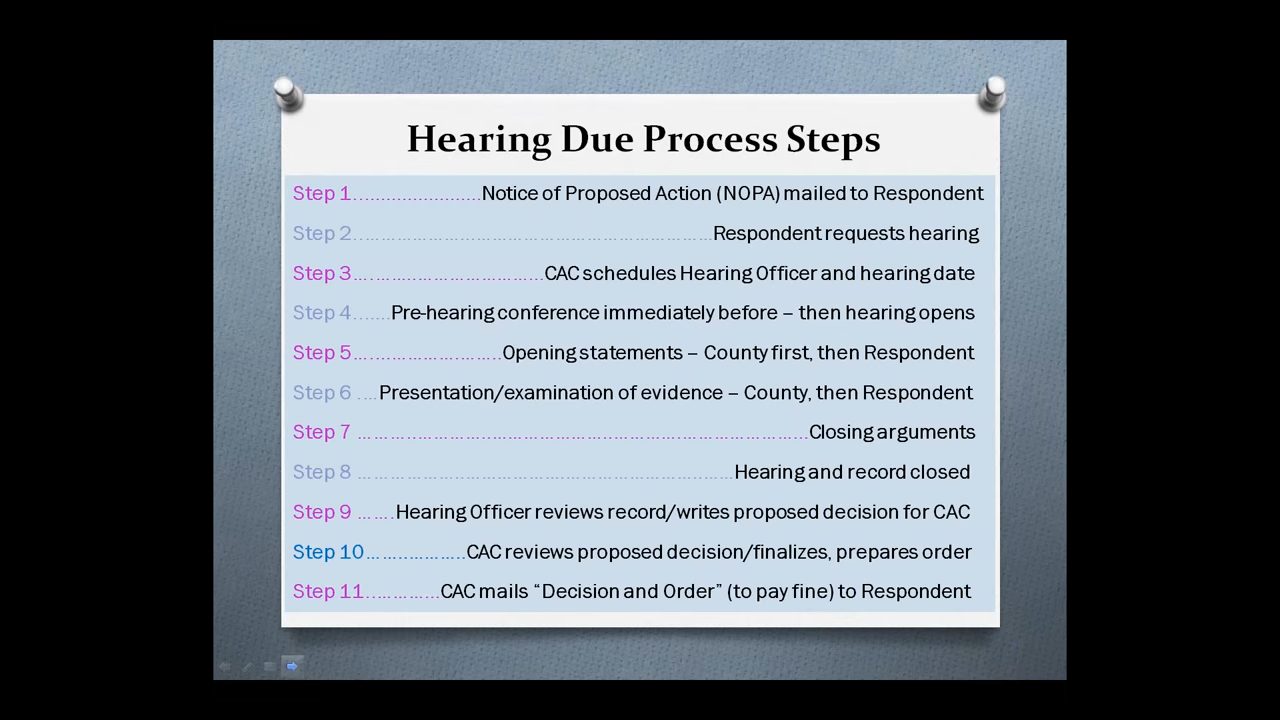 Hearing Due Process Steps
Step 1.......................Notice of Proposed Action (NOPA) mailed to Respondent
Step 2……………………………………………………Respondent requests hearing
Step 3….……..……………………...CAC schedules Hearing Officer and hearing date
Step 4…….Pre-hearing conference immediately before – then hearing opens
Step 5….……………….……..Opening statements – County first, then Respondent
Step 6 ….Presentation/examination of evidence – County, then Respondent
Step 7 ………..…………..…………………..………….…………………Closing arguments
Step 8 ……………………………………………………….Hearing and record closed
Step 9 …….Hearing Officer reviews record/writes proposed decision for CAC
Step 10……..………...CAC reviews proposed decision/finalizes, prepares order
Step 11..…………CAC mails “Decision and Order” (to pay fine) to Respondent